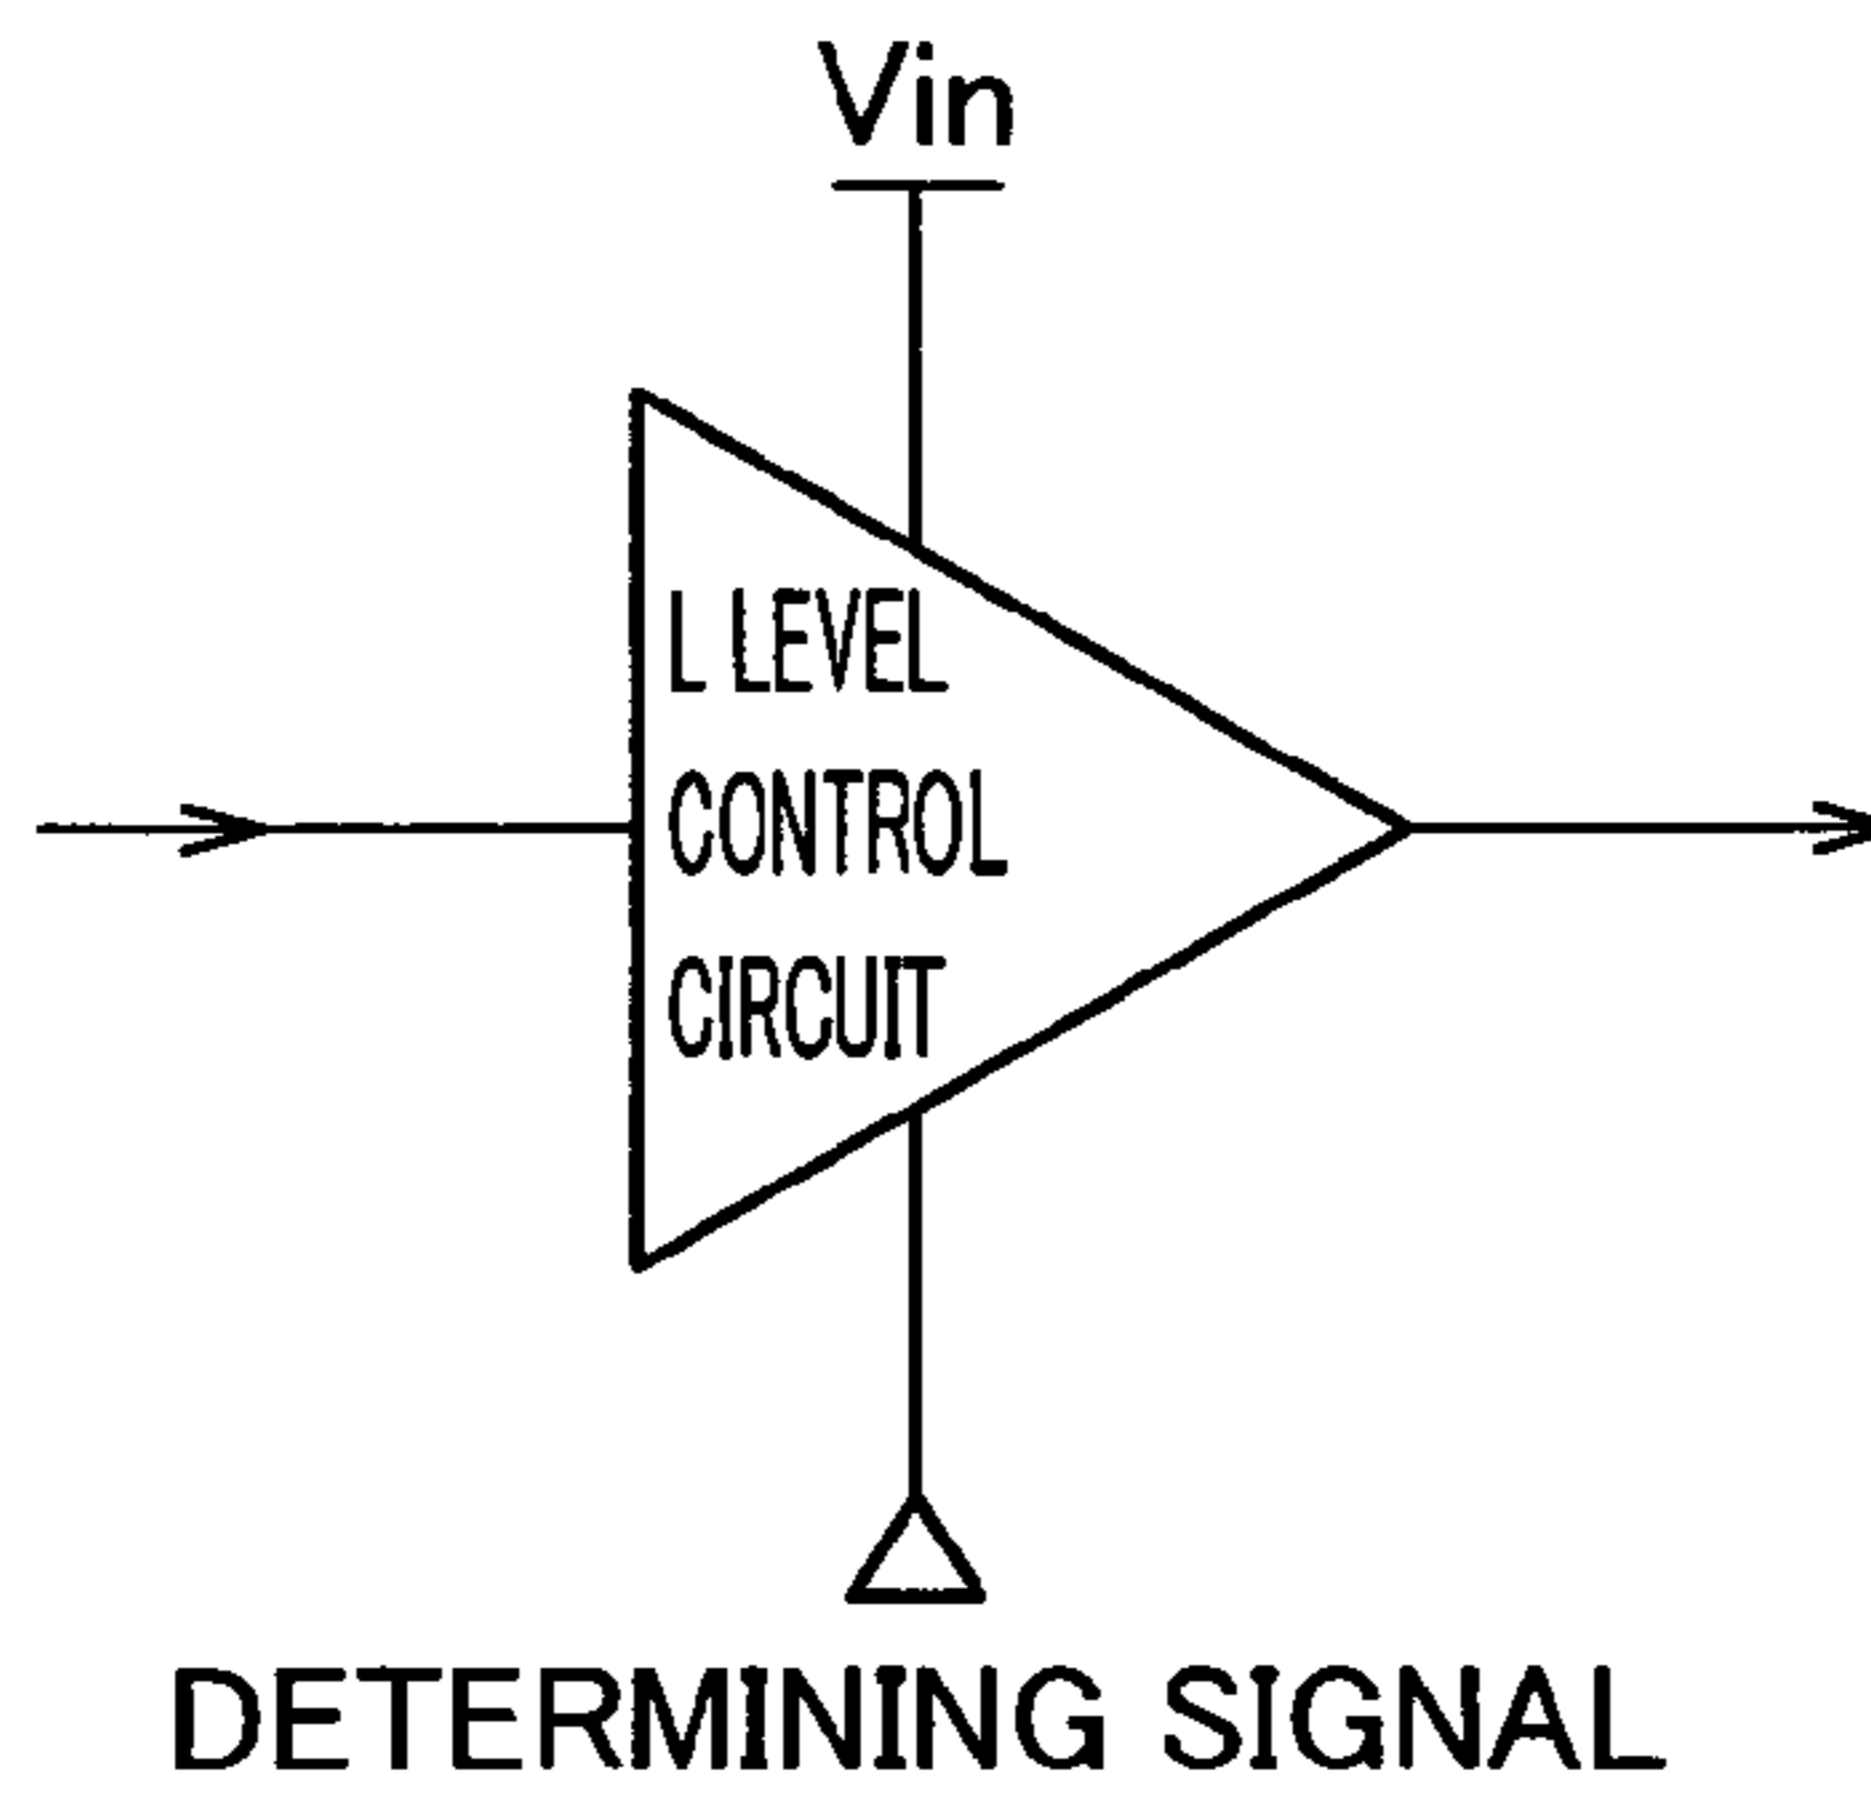 Vin
L LEVEL
CONTROL
CIRCUIT
DETERMINING SIGNAL